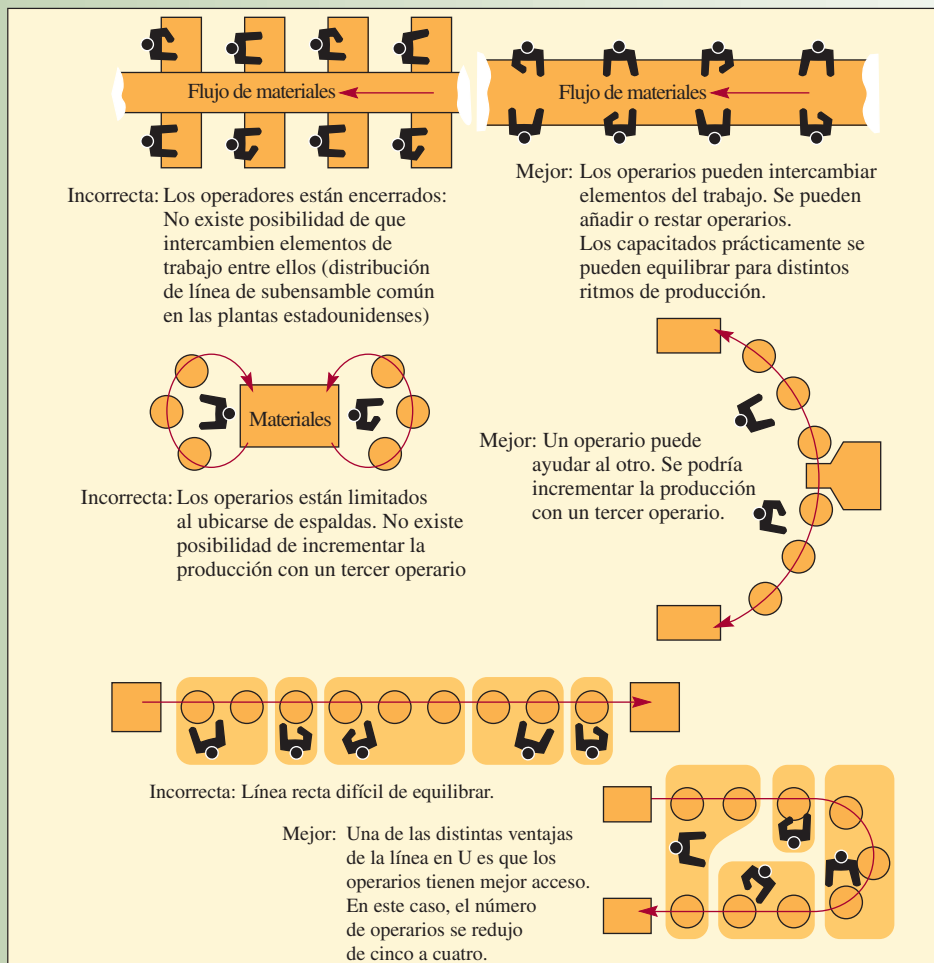 Flujo de materiales
Incorrecta: Los operadores están encerrados:
No existe posibilidad de que
intercambien elementos de
trabajo entre ellos (distribución
de línea de subensamble común
en las plantas estadounidenses)
Flujo de materiales
Mejor: Los operarios pueden intercambiar
elementos del trabajo. Se pueden
añadir o restar operarios.
Los capacitados prácticamente se
pueden equilibrar para distintos
ritmos de producción.
Materiales
Incorrecta: Los operarios están limitados
al ubicarse de espaldas. No existe
posibilidad de incrementar la
producción con un tercer operario
Mejor: Un operario puede
ayudar al otro. Se podría
incrementar la producción
con un tercer operario.
Incorrecta: Línea recta difícil de equilibrar.
Mejor: Una de las distintas ventajas
de la línea en U es que los
operarios tienen mejor acceso.
En este caso, el número
de operarios se redujo
de cinco a cuatro.